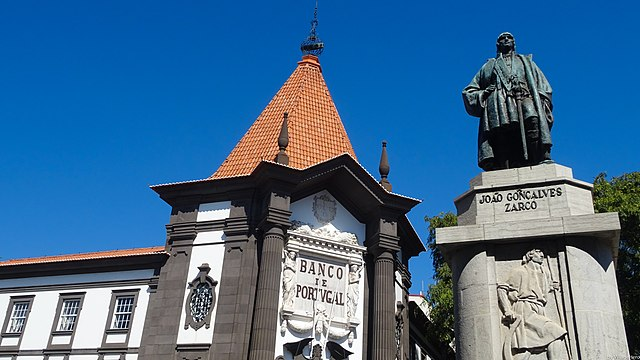 BANCO
DE
PORTUGAL
JOÃO GONÇALVES
ZARCO